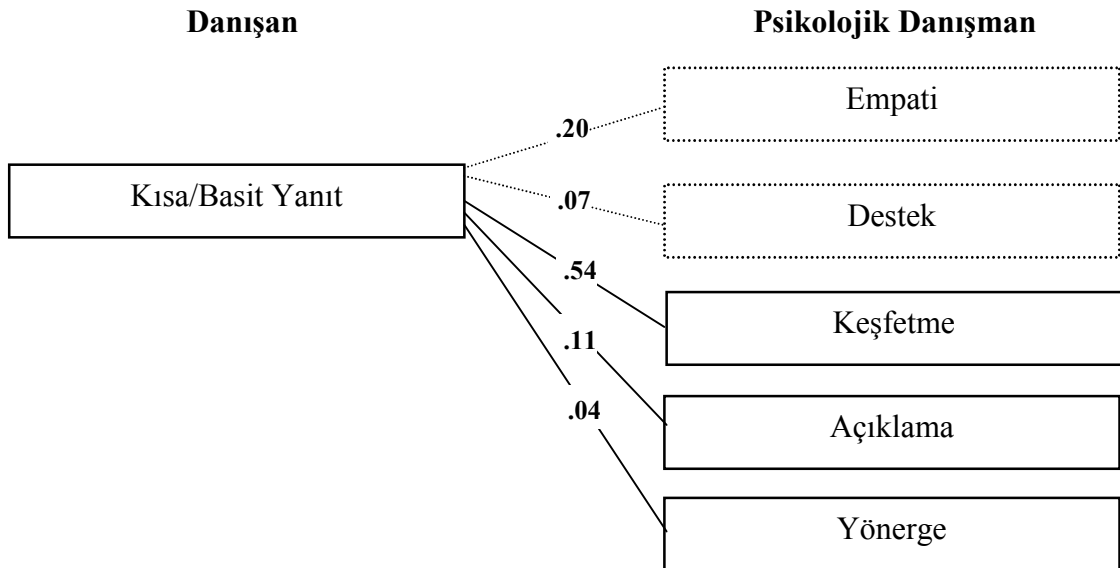 Danışan
Psikolojik Danışman
Empati
.20
Kısa/Basit Yanıt
.07
Destek
.54
Keşfetme
.11
.04
Açıklama
Yönerge